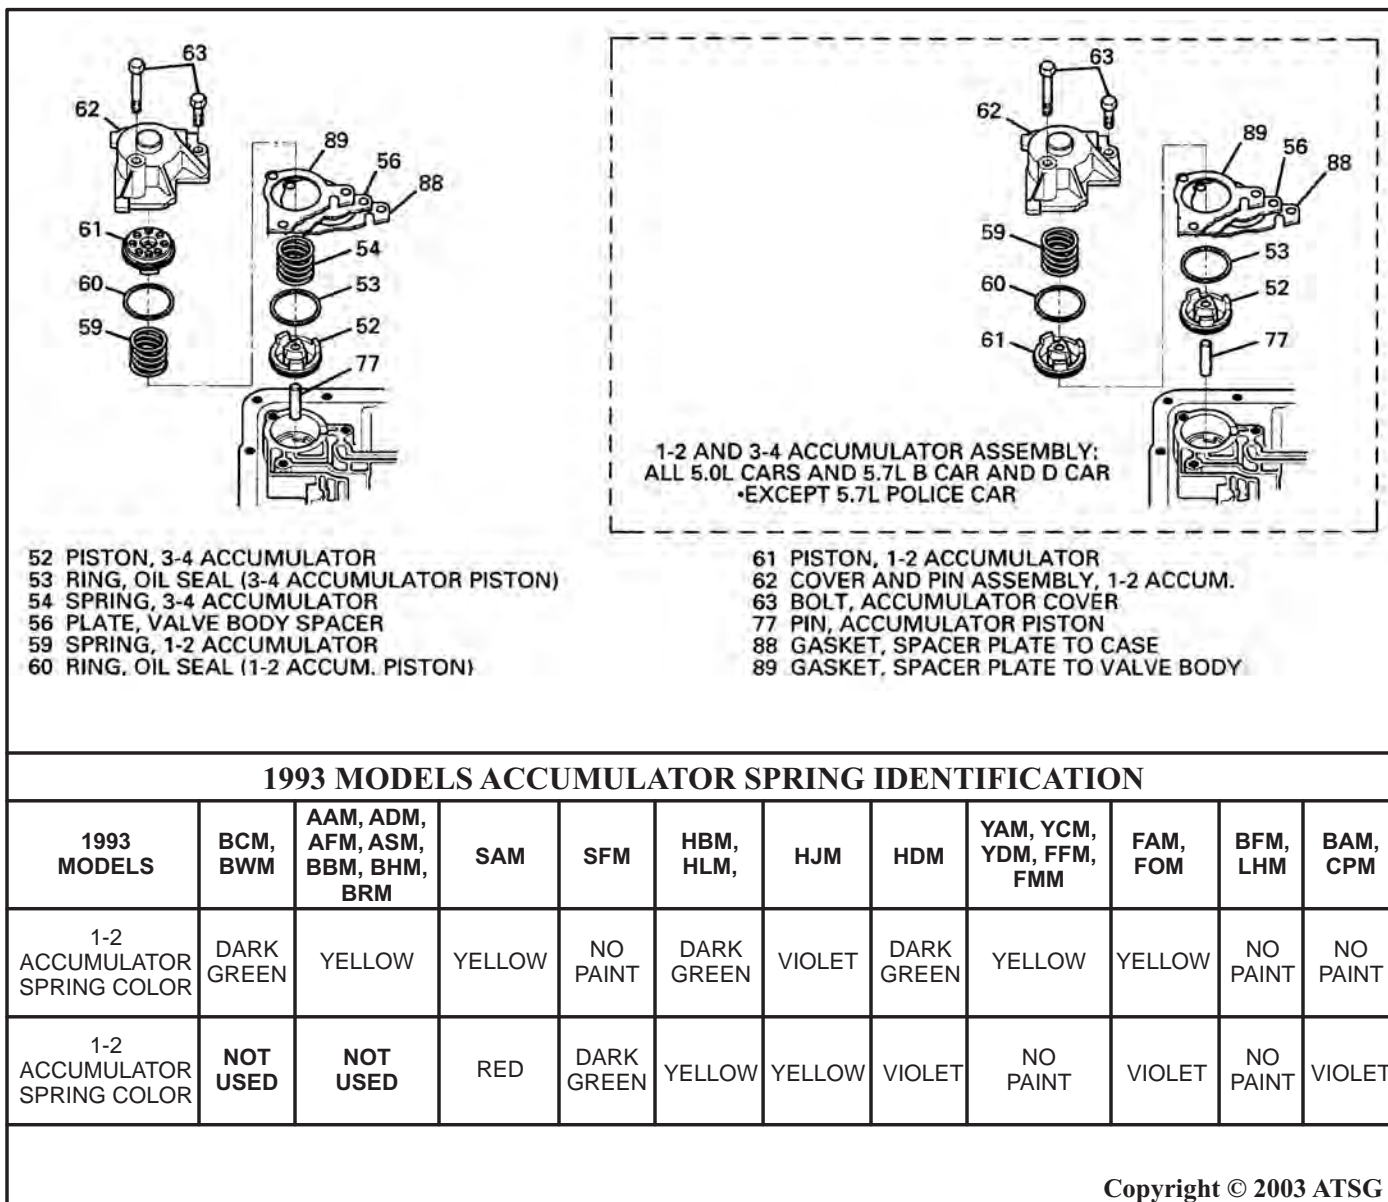 63
62
89
56
88
61
54
60
53
59
52
77
63
62
89
56
88
59
53
60
52
61
77
1-2 AND 3-4 ACCUMULATOR ASSEMBLY:
ALL 5.0L CARS AND 5.7L B CAR AND D CAR
•EXCEPT 5.7L POLICE CAR
52 PISTON, 3-4 ACCUMULATOR
53 RING, OIL SEAL (3-4 ACCUMULATOR PISTON)
54 SPRING, 3-4 ACCUMULATOR
56 PLATE, VALVE BODY SPACER
59 SPRING, 1-2 ACCUMULATOR
60 RING, OIL SEAL (1-2 ACCUM. PISTON)
61 PISTON, 1-2 ACCUMULATOR
62 COVER AND PIN ASSEMBLY, 1-2 ACCUM.
63 BOLT, ACCUMULATOR COVER
77 PIN, ACCUMULATOR PISTON
88 GASKET, SPACER PLATE TO CASE
89 GASKET, SPACER PLATE TO VALVE BODY
1993 MODELS ACCUMULATOR SPRING IDENTIFICATION
1993
MODELS
BCM,
BWM
AAM, ADM,
AFM, ASM,
BBM, BHM,
BRM
SAM
SFM
HBM,
HLM,
HJM
HDM
YAM, YCM,
YDM, FFM,
FMM
FAM,
FOM
BFM,
LHM
BAM,
CPM
1-2
ACCUMULATOR
SPRING COLOR
DARK
GREEN
YELLOW
YELLOW
NO
PAINT
DARK
GREEN
VIOLET
DARK
GREEN
YELLOW
YELLOW
NO
PAINT
NO
PAINT
1-2
ACCUMULATOR
SPRING COLOR
NOT
USED
NOT
USED
RED
DARK
GREEN
YELLOW
YELLOW
VIOLET
NO
PAINT
VIOLET
NO
PAINT
VIOLET
Copyright © 2003 ATSG